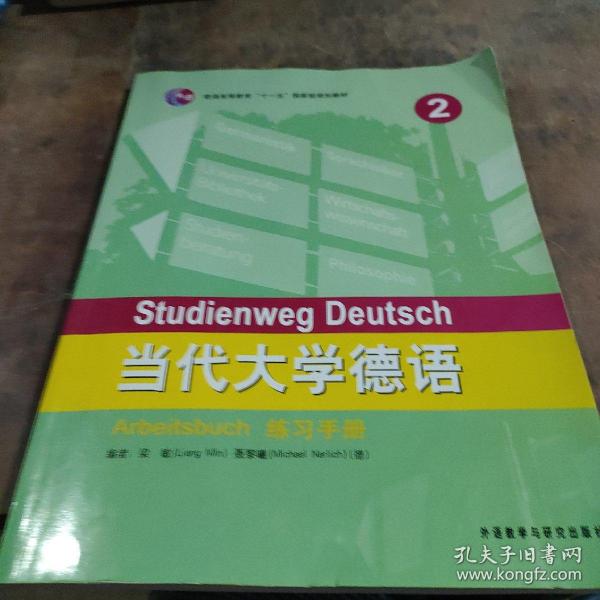 普通高等教育“十一五”国家级规划教材
2
Germanistik
Universitäts-
Bibliothek
Wirtschafts-
wissenschaft
Studien-
beratung
Philosophie
Studienweg Deutsch
当代大学德语
Arbeitsbuch 练习手册
编者：梁 敏(Liang Min) 聂黎曦(Michael Nerlich)(德)
外语教学与研究出版社
孔夫子旧书网
www.kongfz.com